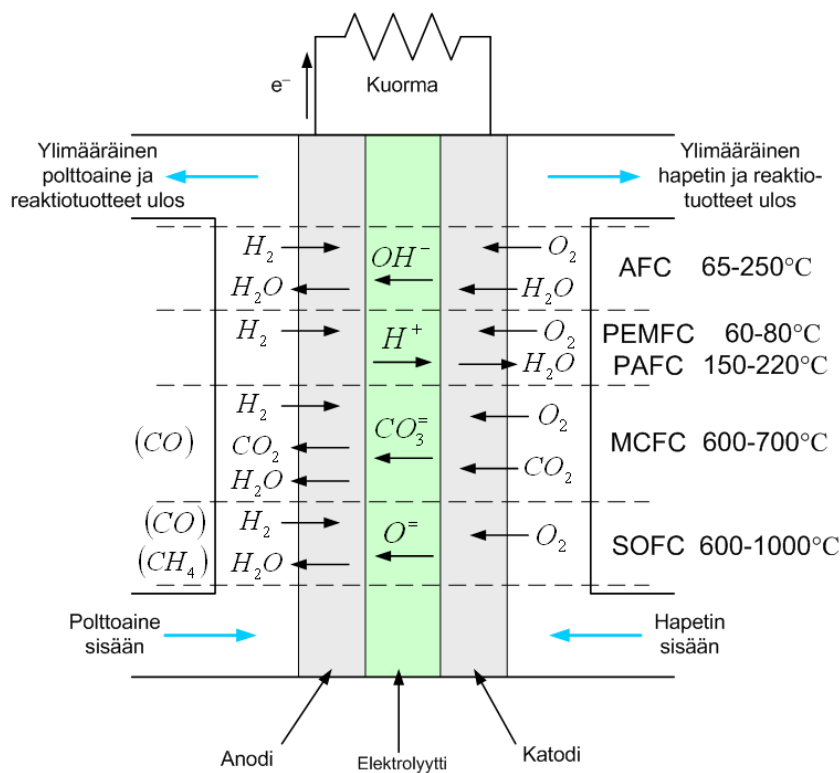 e⁻
Kuorma
Ylimääräinen
polttoaine ja
reaktiotuotteet ulos
Ylimääräinen
hapetin ja reaktio-
tuotteet ulos
H₂ OH⁻ O₂ AFC 65-250°C
H₂O H₂O
H₂ H⁺ O₂ PEMFC 60-80°C
H₂O PAFC 150-220°C
H₂ CO₃⁼ O₂
(CO) CO₂ CO₂ MCFC 600-700°C
H₂O
(CO) H₂ O⁼ O₂ SOFC 600-1000°C
(CH₄) H₂O
Polttoaine
sisään
Hapetin
sisään
Anodi Elektrolyytti Katodi